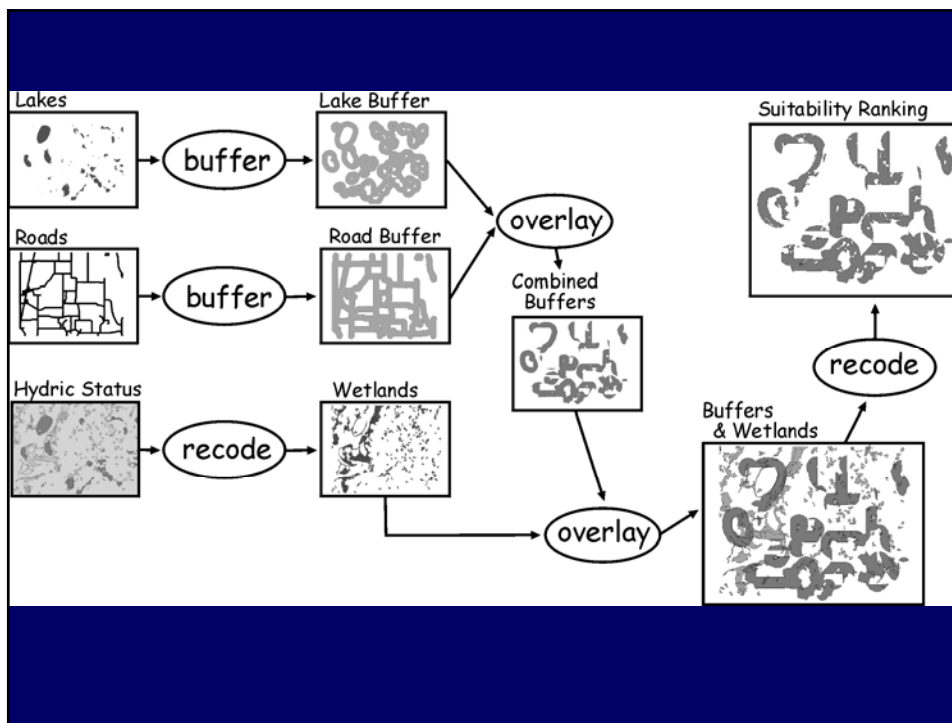 Lakes
buffer
Lake Buffer
Suitability Ranking
overlay
Roads
buffer
Road Buffer
Combined
Buffers
recode
Hydric Status
recode
Wetlands
Buffers
& Wetlands
overlay